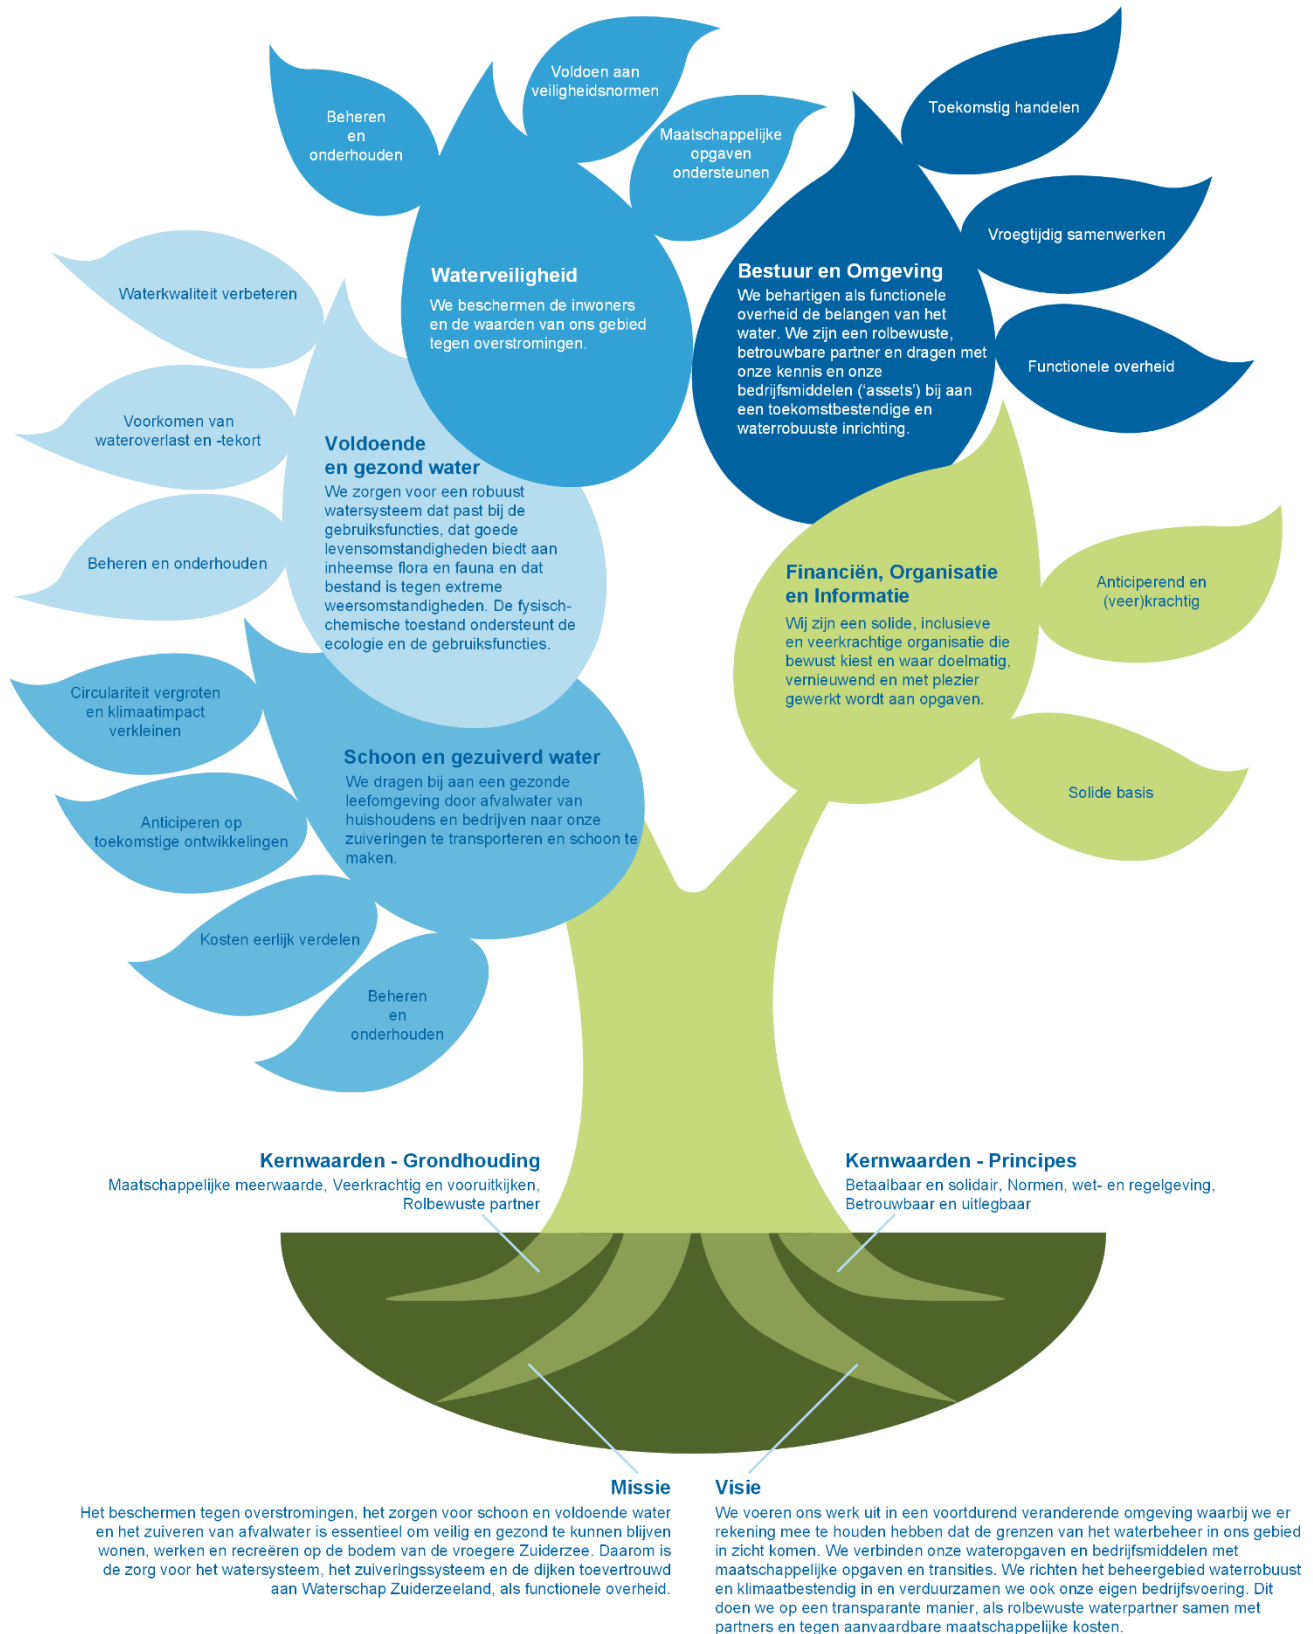 Voldoen aan
veiligheidsnormen
Beheren
en
onderhouden
Maatschappelijke
opgaven
ondersteunen
Waterveiligheid
We beschermen de inwoners
en de waarden van ons gebied
tegen overstromingen.
Toekomstig handelen
Vroegtijdig samenwerken
Functionele overheid
Bestuur en Omgeving
We behartigen als functionele
overheid de belangen van het
water. We zijn een rolbewuste,
betrouwbare partner en dragen met
onze kennis en onze
bedrijfsmiddelen (‘assets’) bij aan
een toekomstbestendige en
waterrobuuste inrichting.
Waterkwaliteit verbeteren
Voorkomen van
wateroverlast en -tekort
Beheren en onderhouden
Voldoende
en gezond water
We zorgen voor een robuust
watersysteem dat past bij de
gebruiksfuncties, dat goede
levensomstandigheden biedt aan
inheemse flora en fauna en dat
bestand is tegen extreme
weersomstandigheden. De fysisch-
chemische toestand ondersteunt de
ecologie en de gebruiksfuncties.
Financiën, Organisatie
en Informatie
Wij zijn een solide, inclusieve
en veerkrachtige organisatie die
bewust kiest en waar doelmatig,
vernieuwend en met plezier
gewerkt wordt aan opgaven.
Anticiperend en
(veer)krachtig
Solide basis
Circulariteit vergroten
en klimaatimpact
verkleinen
Anticiperen op
toekomstige ontwikkelingen
Kosten eerlijk verdelen
Beheren
en
onderhouden
Schoon en gezuiverd water
We dragen bij aan een gezonde
leefomgeving door afvalwater van
huishoudens en bedrijven naar onze
zuiveringen te transporteren en schoon te
maken.
Kernwaarden - Grondhouding
Maatschappelijke meerwaarde, Veerkrachtig en vooruitkijken,
Rolbewuste partner
Kernwaarden - Principes
Betaalbaar en solidair, Normen, wet- en regelgeving,
Betrouwbaar en uitlegbaar
Missie
Het beschermen tegen overstromingen, het zorgen voor schoon en voldoende water
en het zuiveren van afvalwater is essentieel om veilig en gezond te kunnen blijven
wonen, werken en recreëren op de bodem van de vroegere Zuiderzee. Daarom is
de zorg voor het watersysteem, het zuiveringssysteem en de dijken toevertrouwd
aan Waterschap Zuiderzeeland, als functionele overheid.
Visie
We voeren ons werk uit in een voortdurend veranderende omgeving waarbij we er
rekening mee te houden hebben dat de grenzen van het waterbeheer in ons gebied
in zicht komen. We verbinden onze wateropgaven en bedrijfsmiddelen met
maatschappelijke opgaven en transities. We richten het beheergebied waterrobuust
en klimaatbestendig in en verduurzamen we ook onze eigen bedrijfsvoering. Dit
doen we op een transparante manier, als rolbewuste waterpartner samen met
partners en tegen aanvaardbare maatschappelijke kosten.